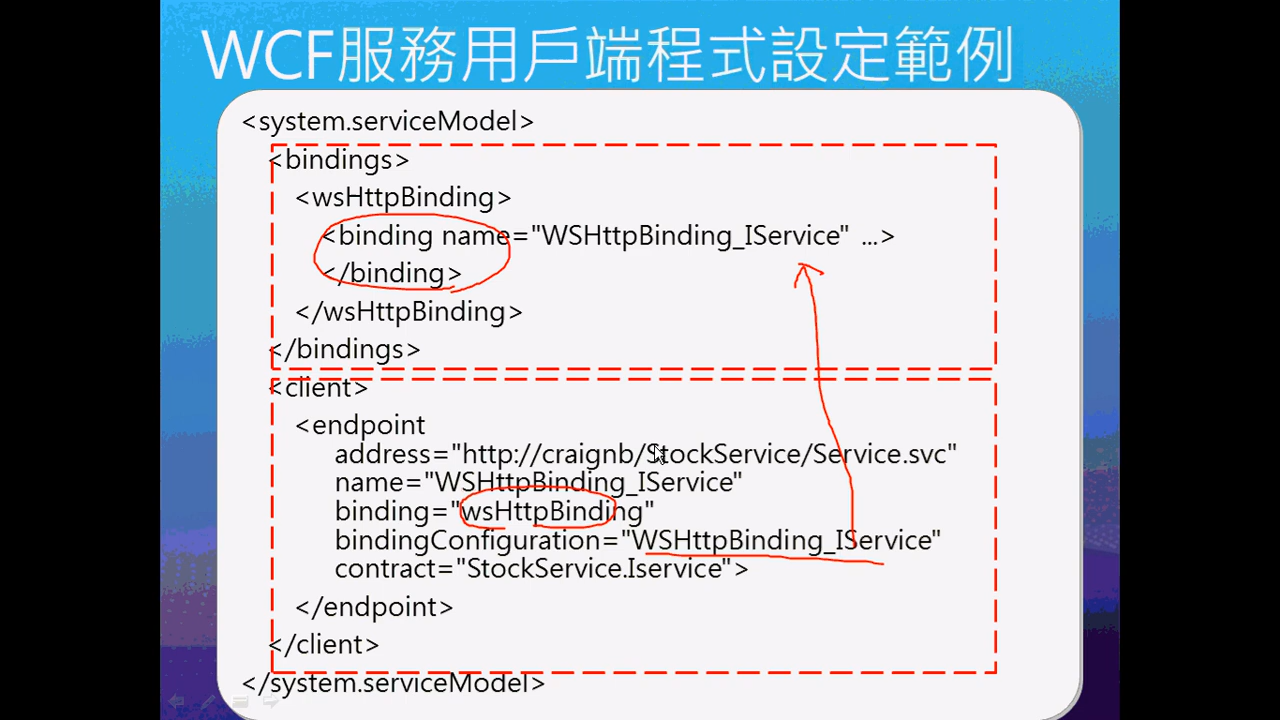 WCF服務用戶端程式設定範例
<system.serviceModel>
<bindings>
<wsHttpBinding>
<binding name="WSHttpBinding_IService" ...>
</binding>
</wsHttpBinding>
</bindings>
<client>
<endpoint
address="http://craignb/StockService/Service.svc"
name="WSHttpBinding_IService"
binding="wsHttpBinding"
bindingConfiguration="WSHttpBinding_IService"
contract="StockService.Iservice">
</endpoint>
</client>
</system.serviceModel>